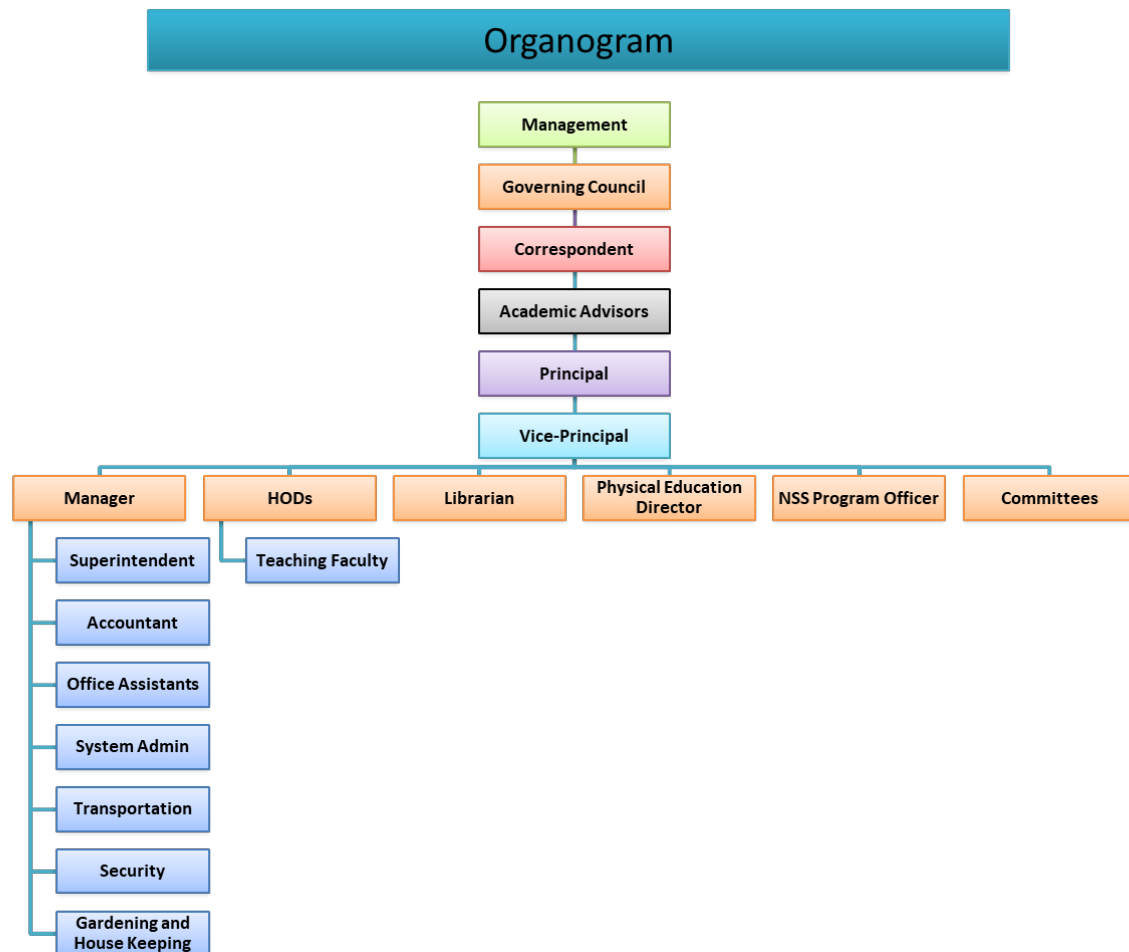 Organogram
Management
Governing Council
Correspondent
Academic Advisors
Principal
Vice-Principal
Manager
HODs
Librarian
Physical Education
Director
NSS Program Officer
Committees
Superintendent
Teaching Faculty
Accountant
Office Assistants
System Admin
Transportation
Security
Gardening and
House Keeping